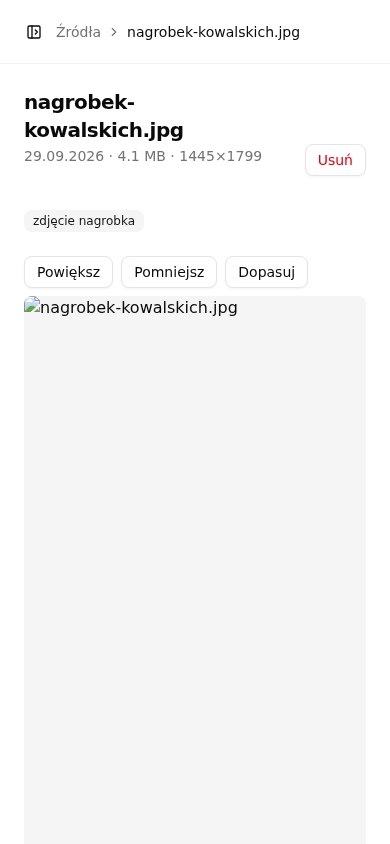 Źródła > nagrobek-kowalskich.jpg
nagrobek-
kowalskich.jpg
29.09.2026 · 4.1 MB · 1445×1799
Usuń
zdjęcie nagrobka
Powiększ Pomniejsz Dopasuj
nagrobek-kowalskich.jpg